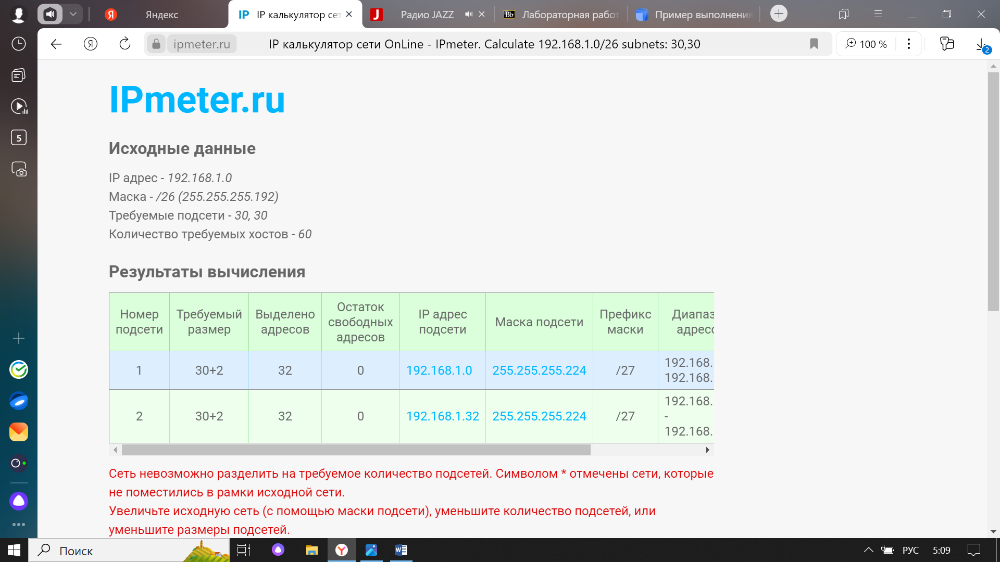 Яндекс
IP калькулятор сет
Радио JAZZ
Bb
Лабораторная работ
Пример выполнения
ipmeter.ru
IP калькулятор сети OnLine - IPmeter. Calculate 192.168.1.0/26 subnets: 30,30
100 %
2
5
IPmeter.ru
Исходные данные
IP адрес - 192.168.1.0
Маска - /26 (255.255.255.192)
Требуемые подсети - 30, 30
Количество требуемых хостов - 60
Результаты вычисления
Номер подсети
Требуемый размер
Выделено адресов
Остаток свободных адресов
IP адрес подсети
Маска подсети
Префикс маски
Диапаз адресо
1
30+2
32
0
192.168.1.0
255.255.255.224
/27
192.168.
192.168.
2
30+2
32
0
192.168.1.32
255.255.255.224
/27
192.168.
-
192.168.
Сеть невозможно разделить на требуемое количество подсетей. Символом * отмечены сети, которые
не поместились в рамки исходной сети.
Увеличьте исходную сеть (с помощью маски подсети), уменьшите количество подсетей, или
уменьшите размеры подсетей.
Поиск
РУС
5:09